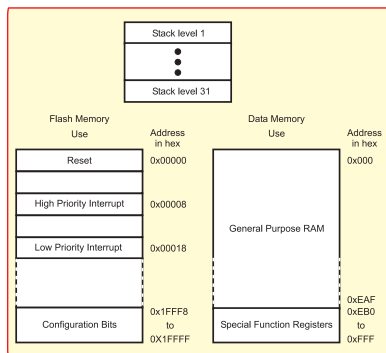 Stack level 1
Stack level 31
Flash Memory
Use
Address
in hex
Reset
0x00000
High Priority Interrupt
0x00008
Low Priority Interrupt
0x00018
Configuration Bits
0x1FFF8
to
0X1FFFF
Data Memory
Use
Address
in hex
0x000
General Purpose RAM
0xEAF
Special Function Registers
0xEB0
to
0xFFF